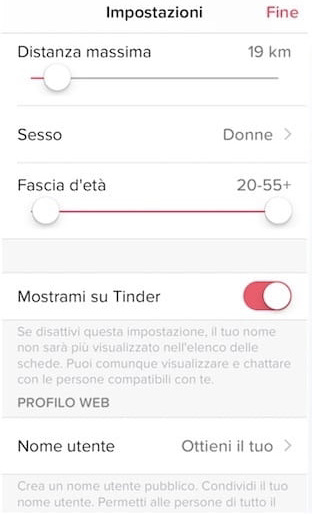 Impostazioni Fine
Distanza massima 19 km
Sesso Donne
Fascia d'età 20-55+
Mostrami su Tinder
Se disattivi questa impostazione, il tuo nome
non sarà più visualizzato nell'elenco delle
schede. Puoi comunque visualizzare e chattare
con le persone compatibili con te.
PROFILO WEB
Nome utente Ottieni il tuo
Crea un nome utente pubblico. Condividi il tuo
nome utente. Permetti alle persone di tutto il